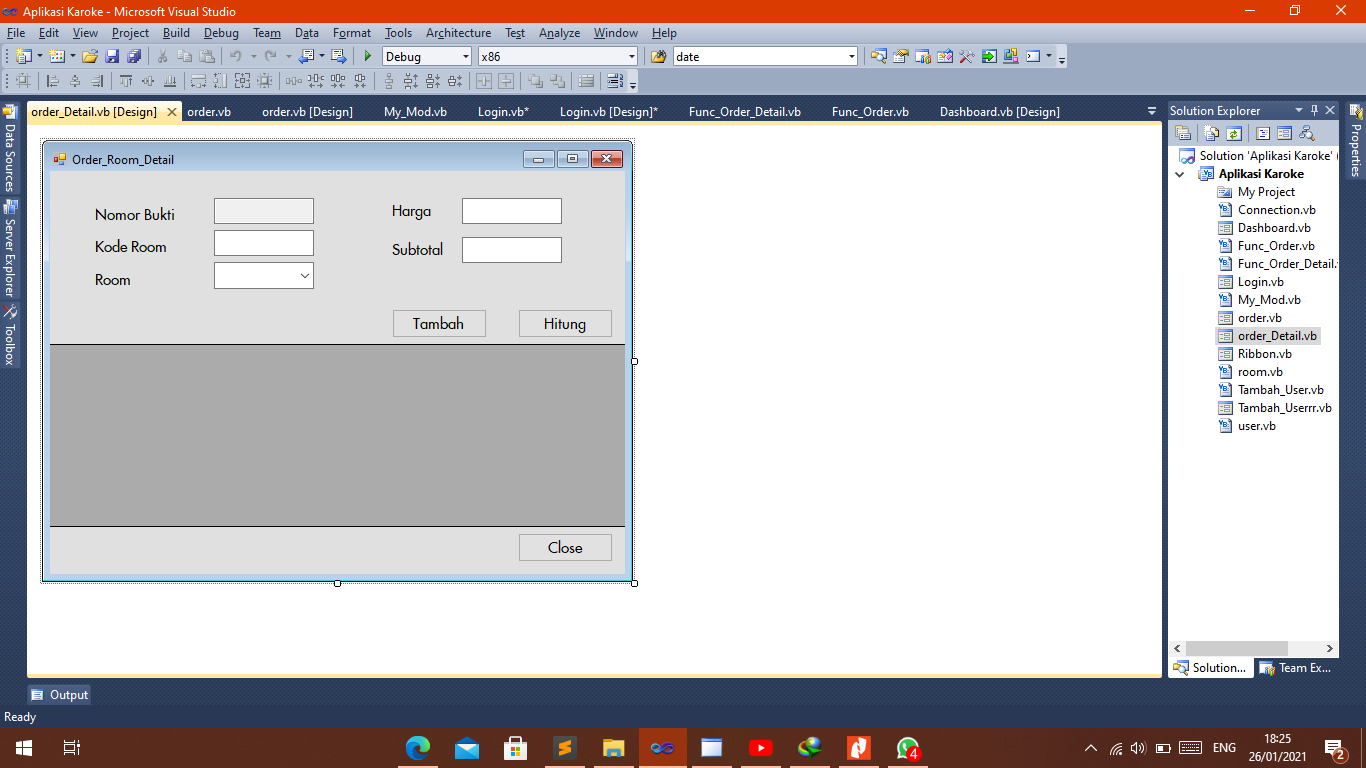 Aplikasi Karoke - Microsoft Visual Studio
File Edit View Project Build Debug Team Data Format Tools Architecture Test Analyze Window Help
Debug x86 date
order_Detail.vb [Design] order.vb order.vb [Design] My_Mod.vb Login.vb* Login.vb [Design]* Func_Order_Detail.vb Func_Order.vb Dashboard.vb [Design]
Data Sources
Server Explorer
Toolbox
Order_Room_Detail
Nomor Bukti
Kode Room
Room
Harga
Subtotal
Tambah Hitung
Close
Solution Explorer
Solution 'Aplikasi Karoke' (
Aplikasi Karoke
My Project
Connection.vb
Dashboard.vb
Func_Order.vb
Func_Order_Detail.
Login.vb
My_Mod.vb
order.vb
order_Detail.vb
Ribbon.vb
room.vb
Tambah_User.vb
Tambah_Userrr.vb
user.vb
Solution... Team Ex...
Properties
Output
Ready
4
ENG
18:25
26/01/2021
2